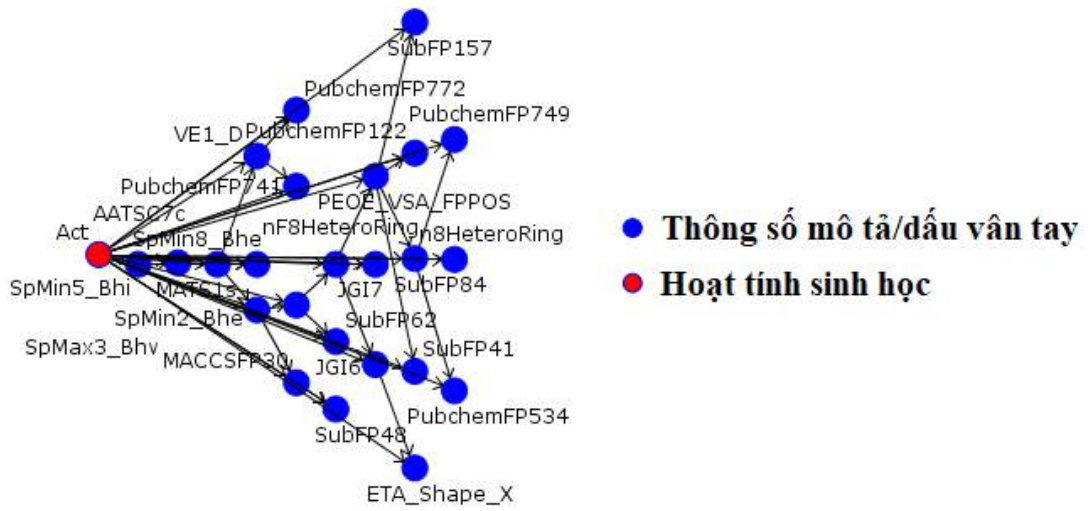 SubFP157
PubchemFP772
PubchemFP749
VE1_D
PubchemFP122
PubchemFP741
PEOE_VSA_FPPOS
AATSC7c
nF8HeteroRing
n8HeteroRing
Act
SpMin8_Bhe
SpMin5_Bhi
MATS1s
JGI7
SubFP84
SpMin2_Bhe
SubFP62
SpMax3_Bhv
MACCSFP30
JGI6
SubFP41
PubchemFP534
SubFP48
ETA_Shape_X
Thông số mô tả/dấu vân tay
Hoạt tính sinh học